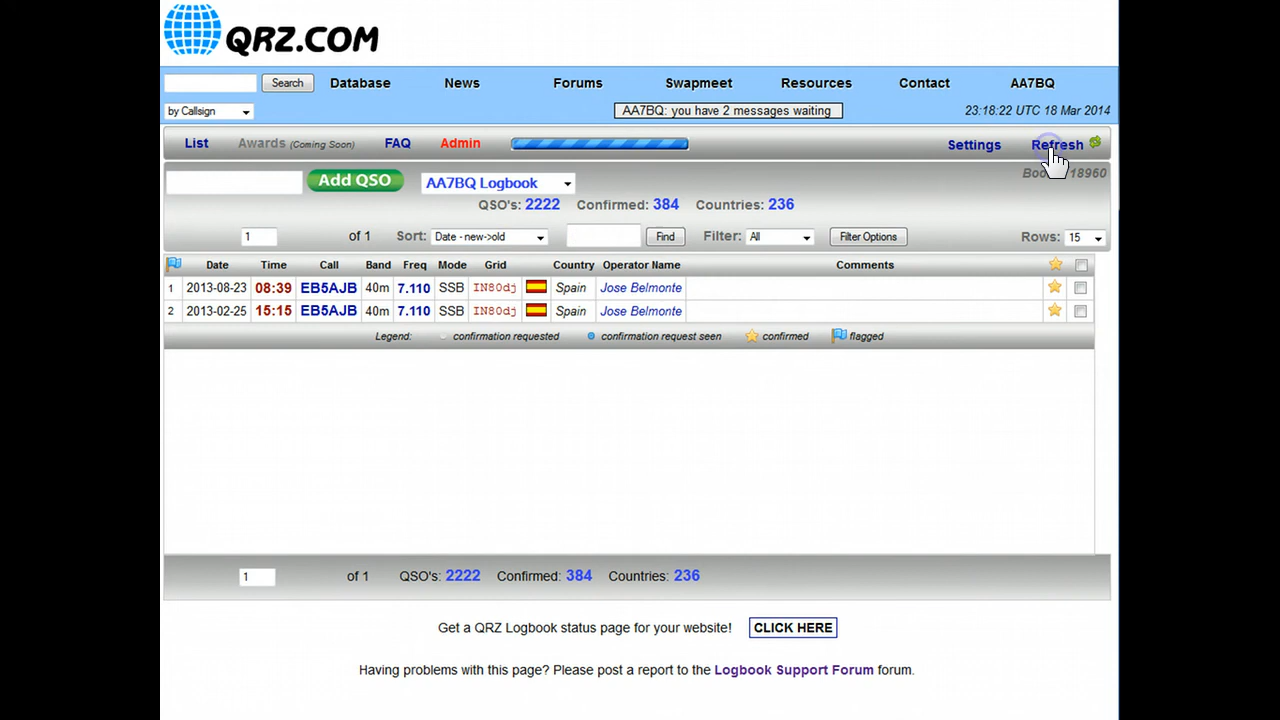 QRZ.COM
Search Database News Forums Swapmeet Resources Contact AA7BQ
by Callsign AA7BQ: you have 2 messages waiting 23:18:22 UTC 18 Mar 2014
List Awards (Coming Soon) FAQ Admin Settings Refresh
18960
Add QSO AA7BQ Logbook
QSO's: 2222 Confirmed: 384 Countries: 236
1 of 1 Sort: Date - new->old Find Filter: All Filter Options Rows: 15
Date Time Call Band Freq Mode Grid Country Operator Name Comments
1 2013-08-23 08:39 EB5AJB 40m 7.110 SSB IN80dj Spain Jose Belmonte
2 2013-02-25 15:15 EB5AJB 40m 7.110 SSB IN80dj Spain Jose Belmonte
Legend: confirmation requested confirmation request seen confirmed flagged
1 of 1 QSO's: 2222 Confirmed: 384 Countries: 236
Get a QRZ Logbook status page for your website! CLICK HERE
Having problems with this page? Please post a report to the Logbook Support Forum forum.